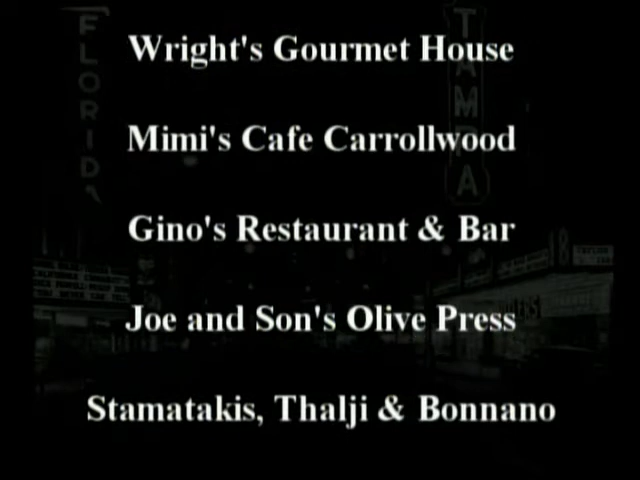 FLORIDA
TAMPA
Wright's Gourmet House
Mimi's Cafe Carrollwood
Gino's Restaurant & Bar
Joe and Son's Olive Press
Stamatakis, Thalji & Bonnano